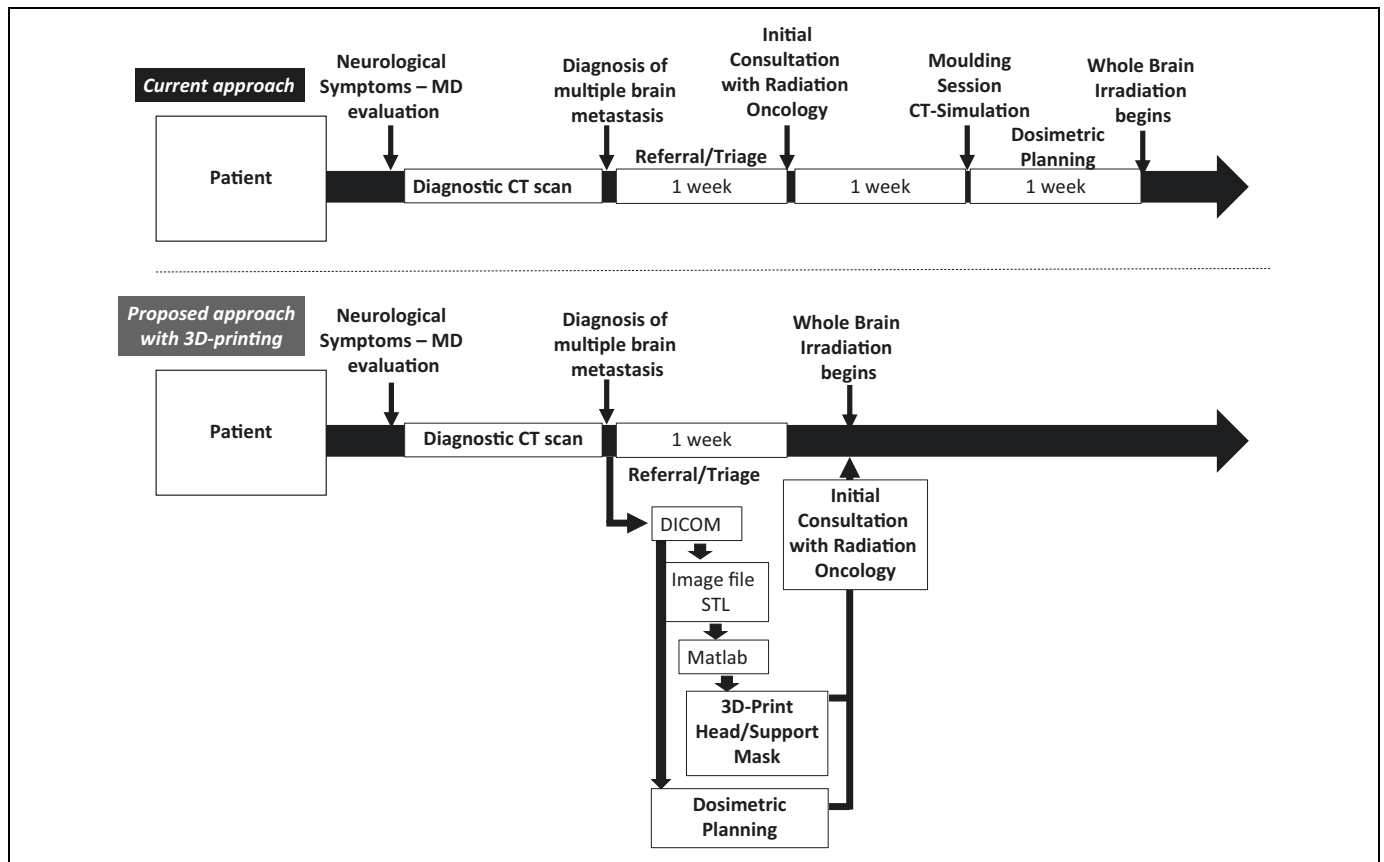 Current approach
Neurological
Symptoms – MD
evaluation
Diagnosis of
multiple brain
metastasis
Initial
Consultation
with Radiation
Oncology
Moulding
Session
CT-Simulation
Whole Brain
Irradiation
begins
Referral/Triage
Dosimetric
Planning
Patient
Diagnostic CT scan
1 week
1 week
1 week
Proposed approach
with 3D-printing
Neurological
Symptoms – MD
evaluation
Diagnosis of
multiple brain
metastasis
Whole Brain
Irradiation
begins
Patient
Diagnostic CT scan
1 week
Referral/Triage
DICOM
Image file
STL
Matlab
3D-Print
Head/Support
Mask
Dosimetric
Planning
Initial
Consultation
with Radiation
Oncology